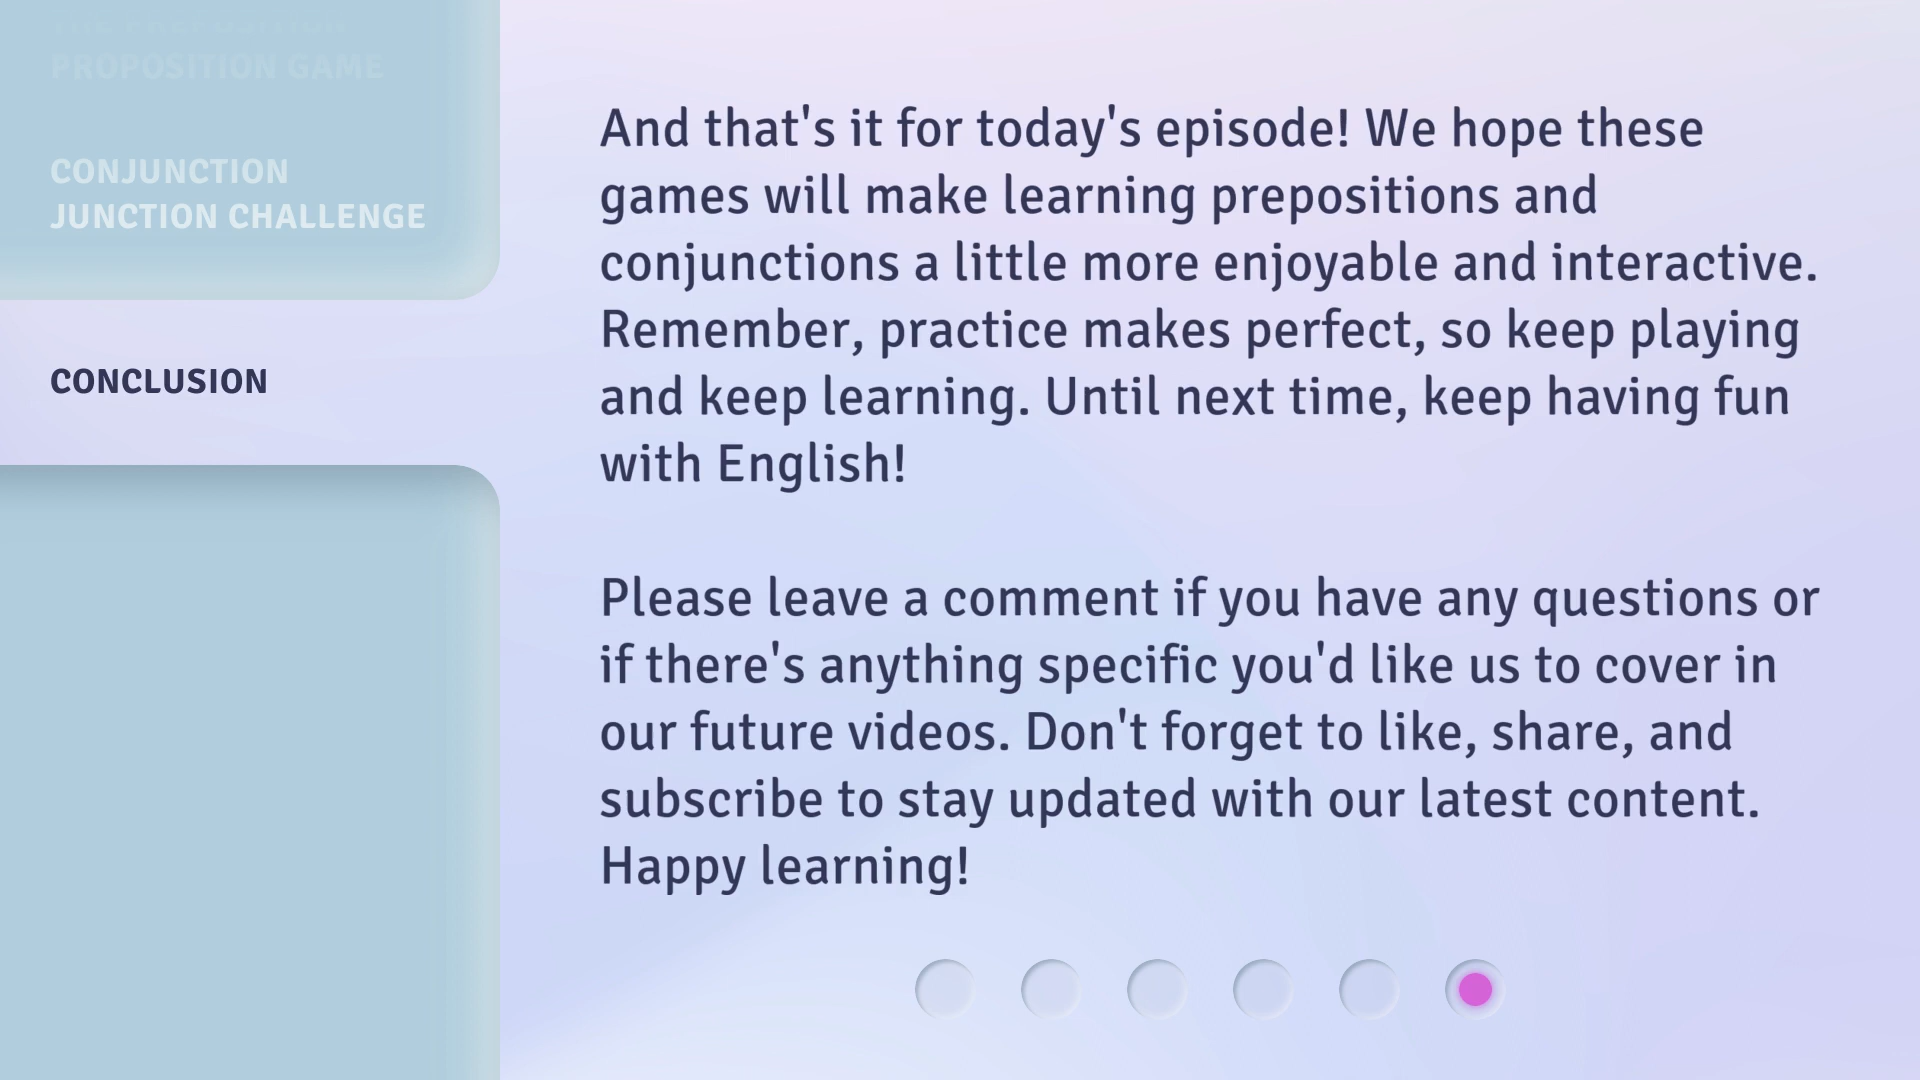 THE PREPOSITION
PROPOSITION GAME
CONJUNCTION
JUNCTION CHALLENGE
CONCLUSION
And that's it for today's episode! We hope these
games will make learning prepositions and
conjunctions a little more enjoyable and interactive.
Remember, practice makes perfect, so keep playing
and keep learning. Until next time, keep having fun
with English!
Please leave a comment if you have any questions or
if there's anything specific you'd like us to cover in
our future videos. Don't forget to like, share, and
subscribe to stay updated with our latest content.
Happy learning!